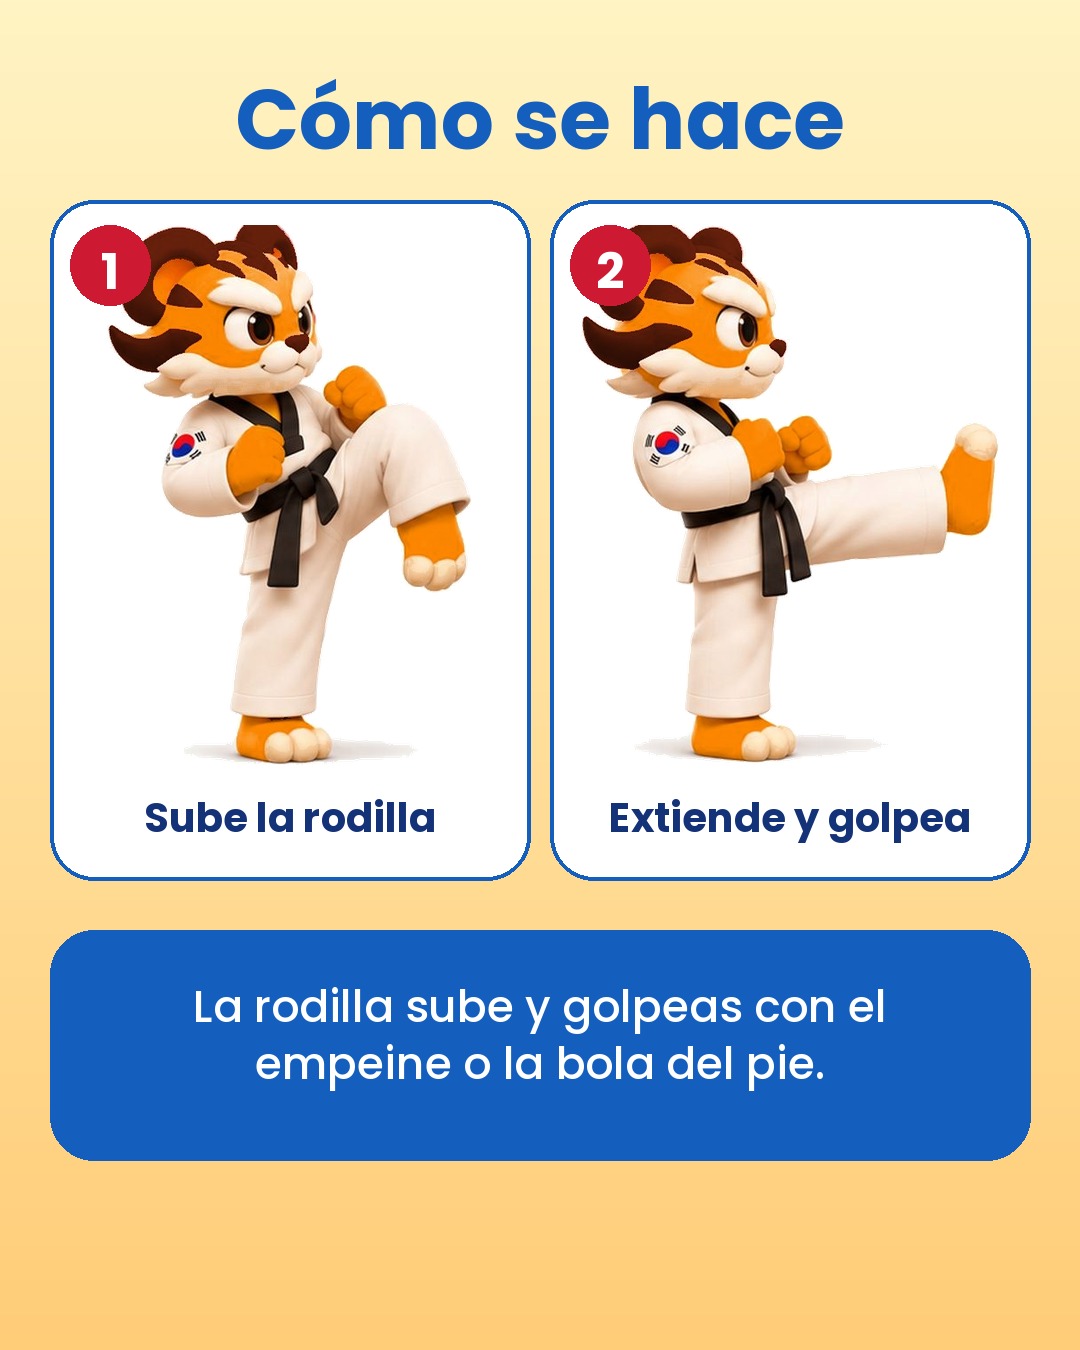 Cómo se hace
1
2
Sube la rodilla
Extiende y golpea
La rodilla sube y golpeas con el
empeine o la bola del pie.